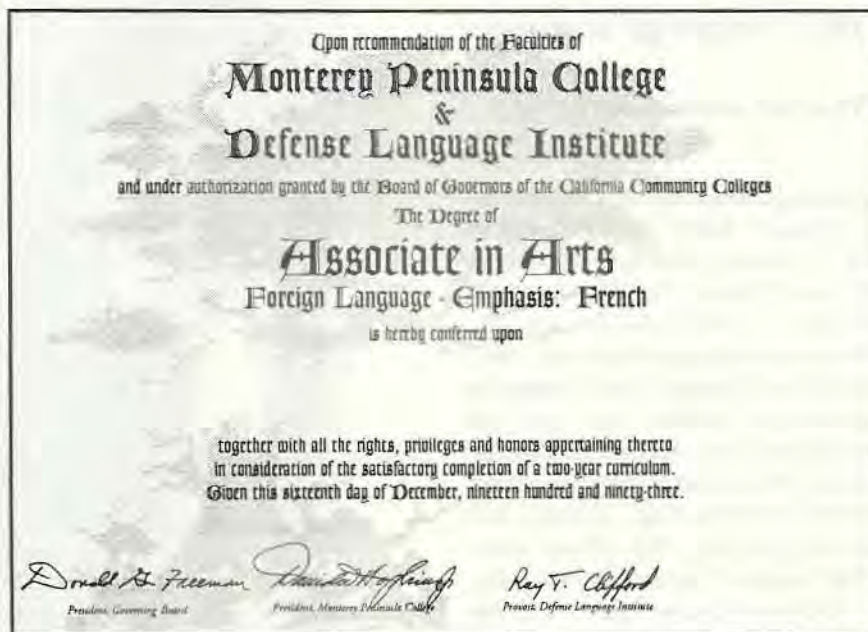 Upon recommendation of the Faculties of
Monterey Peninsula College
&
Defense Language Institute
and under authorization granted by the Board of Governors of the California Community Colleges
The Degree of
Associate in Arts
Foreign Language - Emphasis: French
is hereby conferred upon
together with all the rights, privileges and honors appertaining thereto
in consideration of the satisfactory completion of a two-year curriculum.
Given this sixteenth day of December, nineteen hundred and ninety-three.
Donald G. Freeman David W. Hopkins Jr Ray T. Clifford
President, Governing Board President, Monterey Peninsula College Provost, Defense Language Institute